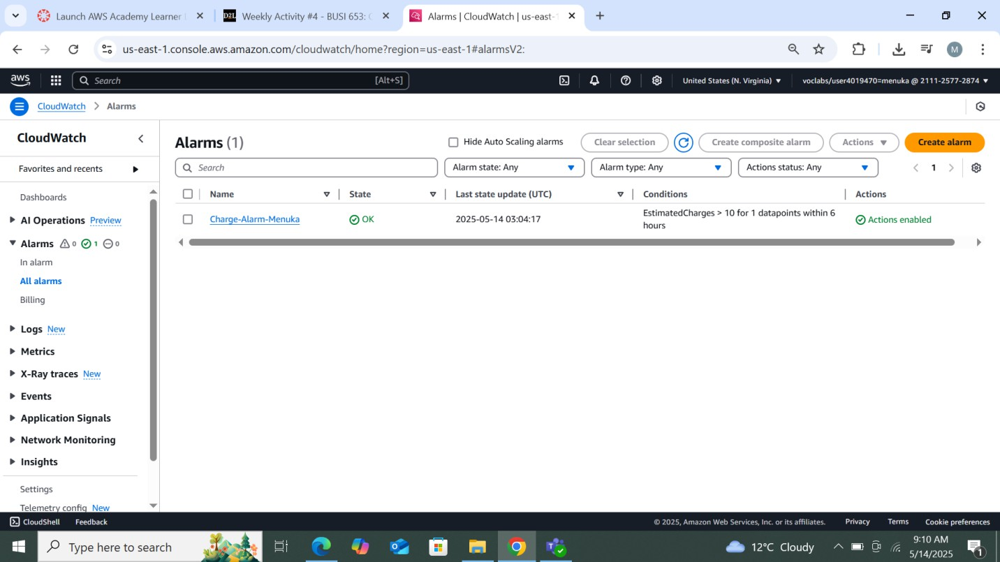 Launch AWS Academy Learner
D2L Weekly Activity #4 - BUSI 653: C
Alarms | CloudWatch | us-east-1
us-east-1.console.aws.amazon.com/cloudwatch/home?region=us-east-1#alarmsV2:
M
aws
Search
[Alt+S]
United States (N. Virginia)
voclabs/user4019470=menuka @ 2111-2577-2874
CloudWatch > Alarms
CloudWatch
Favorites and recents
Dashboards
AI Operations Preview
Alarms 0 1 0
In alarm
All alarms
Billing
Logs New
Metrics
X-Ray traces New
Events
Application Signals
Network Monitoring
Insights
Settings
Telemetry config New
Alarms (1)
Hide Auto Scaling alarms
Clear selection
Create composite alarm
Actions
Create alarm
Search
Alarm state: Any
Alarm type: Any
Actions status: Any
1
Name State Last state update (UTC) Conditions Actions
Charge-Alarm-Menuka OK 2025-05-14 03:04:17 EstimatedCharges > 10 for 1 datapoints within 6
hours
Actions enabled
CloudShell Feedback
© 2025, Amazon Web Services, Inc. or its affiliates. Privacy Terms Cookie preferences
Type here to search
12°C Cloudy
9:10 AM
5/14/2025
1